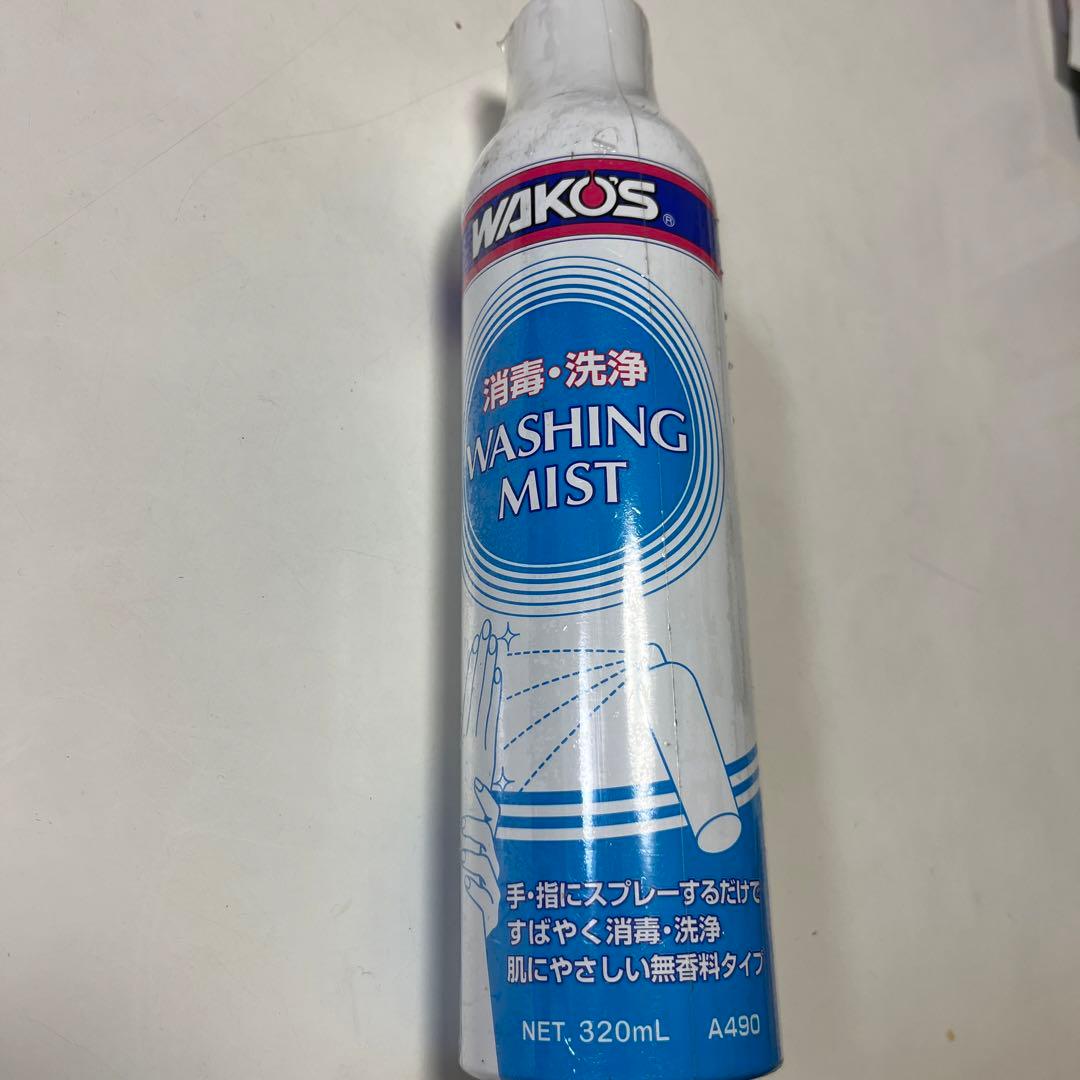 WAKO'S®
消毒・洗浄
WASHING
MIST
手・指にスプレーするだけで
すばやく消毒・洗浄
肌にやさしい無香料タイプ
NET. 320mL A490